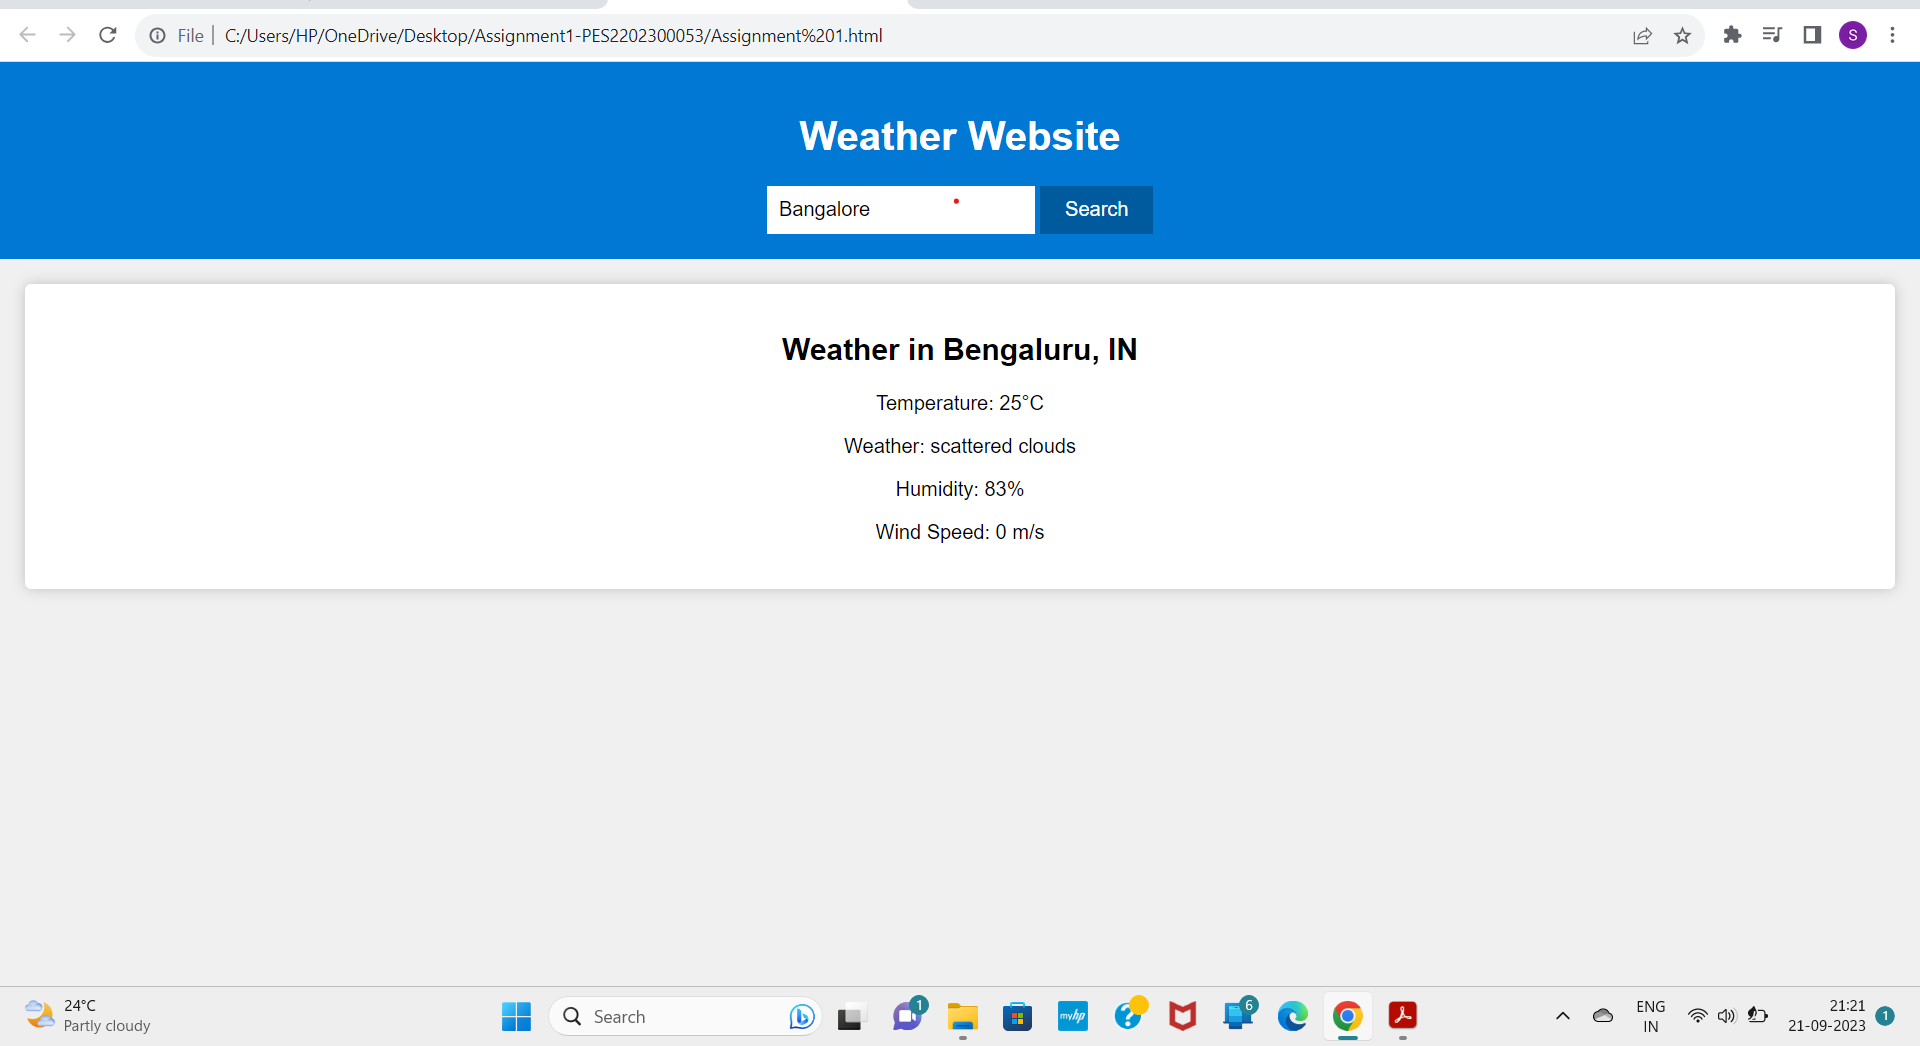 File
C:/Users/HP/OneDrive/Desktop/Assignment1-PES2202300053/Assignment%201.html
S
Weather Website
Bangalore
Search
Weather in Bengaluru, IN
Temperature: 25°C
Weather: scattered clouds
Humidity: 83%
Wind Speed: 0 m/s
24°C
Partly cloudy
Search
1
myhp
?
6
ENG
IN
21:21
21-09-2023
1